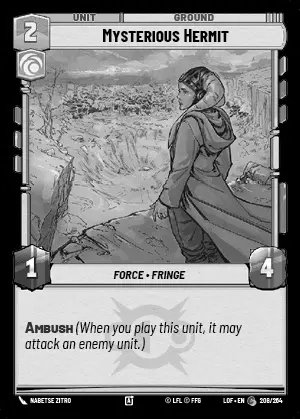 UNIT GROUND
2 MYSTERIOUS HERMIT
1 4
FORCE • FRINGE
AMBUSH (When you play this unit, it may
attack an enemy unit.)
NABETSE ZITRO Ⓒ LFL Ⓒ FFG LOF • EN 208/264